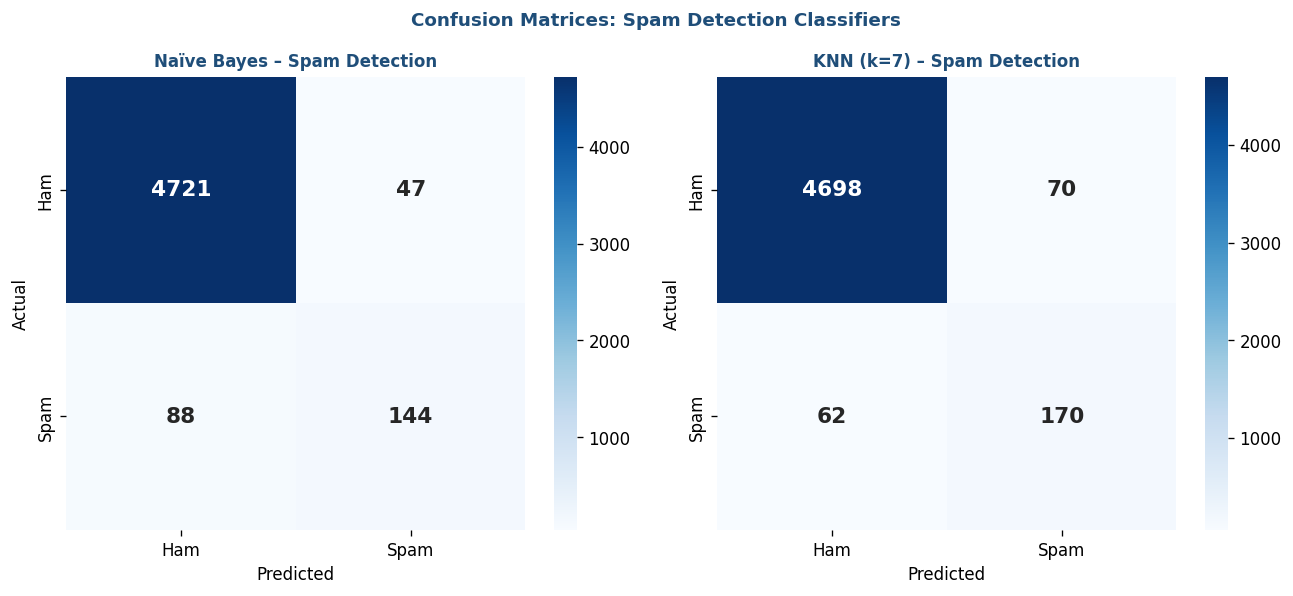 Confusion Matrices: Spam Detection Classifiers
Naïve Bayes – Spam Detection
Actual
Ham
Spam
4721
47
88
144
Ham
Spam
Predicted
4000
3000
2000
1000
KNN (k=7) – Spam Detection
Actual
Ham
Spam
4698
70
62
170
Ham
Spam
Predicted
4000
3000
2000
1000